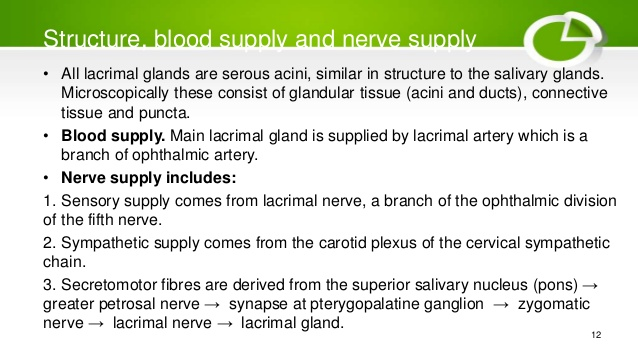 Structure, blood supply and nerve supply
• All lacrimal glands are serous acini, similar in structure to the salivary glands.
Microscopically these consist of glandular tissue (acini and ducts), connective
tissue and puncta.
• Blood supply. Main lacrimal gland is supplied by lacrimal artery which is a
branch of ophthalmic artery.
• Nerve supply includes:
1. Sensory supply comes from lacrimal nerve, a branch of the ophthalmic division
of the fifth nerve.
2. Sympathetic supply comes from the carotid plexus of the cervical sympathetic
chain.
3. Secretomotor fibres are derived from the superior salivary nucleus (pons) →
greater petrosal nerve → synapse at pterygopalatine ganglion → zygomatic
nerve → lacrimal nerve → lacrimal gland.
12